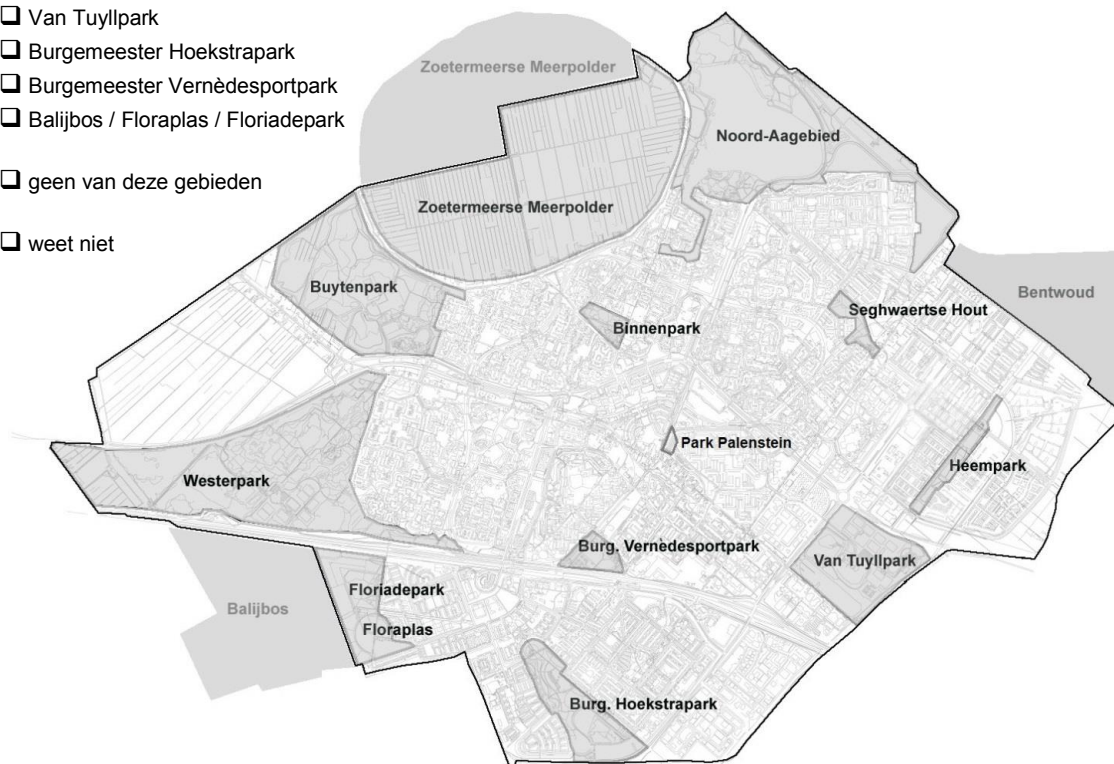 ❑ Van Tuyllpark
❑ Burgemeester Hoekstrapark
❑ Burgemeester Vernèdesportpark
❑ Balijbos / Floraplas / Floriadepark
❑ geen van deze gebieden
❑ weet niet
Zoetermeerse Meerpolder
Noord-Aagebied
Zoetermeerse Meerpolder
Buytenpark
Bentwoud
Seghwaertse Hout
Binnenpark
Park Palenstein
Heempark
Westerpark
Burg. Vernèdesportpark
Van Tuyllpark
Floriadepark
Balijbos
Floraplas
Burg. Hoekstrapark